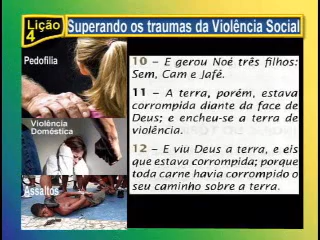 Lição
4
Superando os traumas da Violência Social
Pedofilia
Violência
Doméstica
Assaltos
10 – E gerou Noé três filhos:
Sem, Cam e Jafé.
11 – A terra, porém, estava
corrompida diante da face de
Deus; e encheu-se a terra de
violência.
12 – E viu Deus a terra, e eis
que estava corrompida; porque
toda carne havia corrompido o
seu caminho sobre a terra.